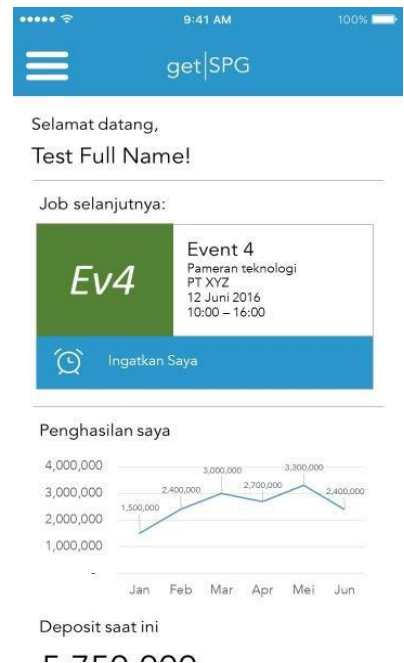 9:41 AM
100%
get|SPG
Selamat datang,
Test Full Name!
Job selanjutnya:
Ev4
Event 4
Pameran teknologi
PT XYZ
12 Juni 2016
10:00 – 16:00
Ingatkan Saya
Penghasilan saya
4,000,000
3,000,000
2,000,000
1,000,000
-
1,500,000
2,400,000
3,000,000
2,700,000
3,300,000
2,400,000
Jan Feb Mar Apr Mei Jun
Deposit saat ini